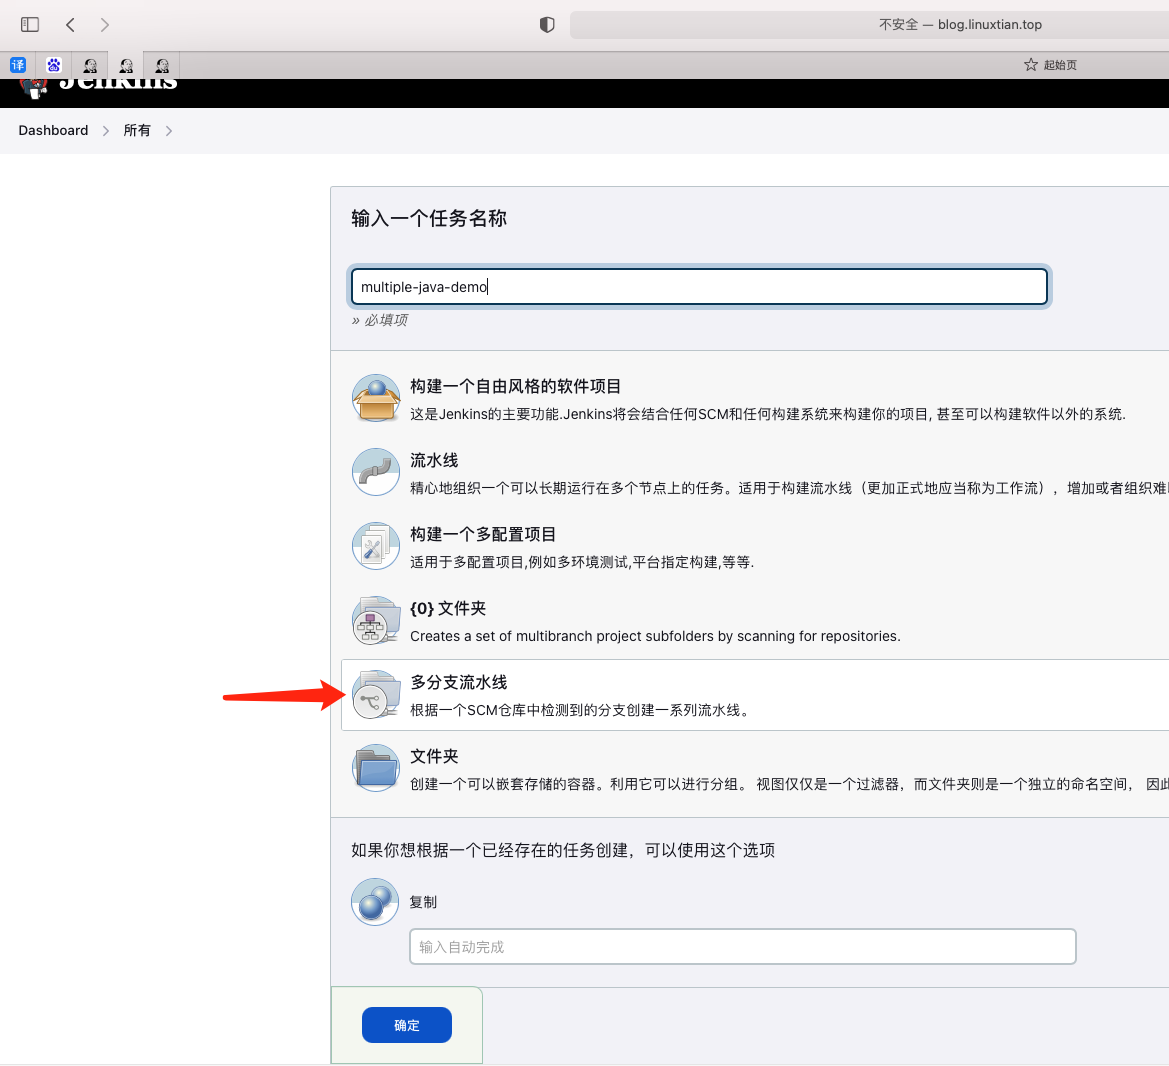 不安全 — blog.linuxtian.top
译
起始页
Jenkins
Dashboard
所有
输入一个任务名称
multiple-java-demo
» 必填项
构建一个自由风格的软件项目
这是Jenkins的主要功能.Jenkins将会结合任何SCM和任何构建系统来构建你的项目, 甚至可以构建软件以外的系统.
流水线
精心地组织一个可以长期运行在多个节点上的任务。适用于构建流水线（更加正式地应当称为工作流），增加或者组织难
构建一个多配置项目
适用于多配置项目,例如多环境测试,平台指定构建,等等.
{0} 文件夹
Creates a set of multibranch project subfolders by scanning for repositories.
多分支流水线
根据一个SCM仓库中检测到的分支创建一系列流水线。
文件夹
创建一个可以嵌套存储的容器。利用它可以进行分组。 视图仅仅是一个过滤器，而文件夹则是一个独立的命名空间， 因此
如果你想根据一个已经存在的任务创建，可以使用这个选项
复制
输入自动完成
确定